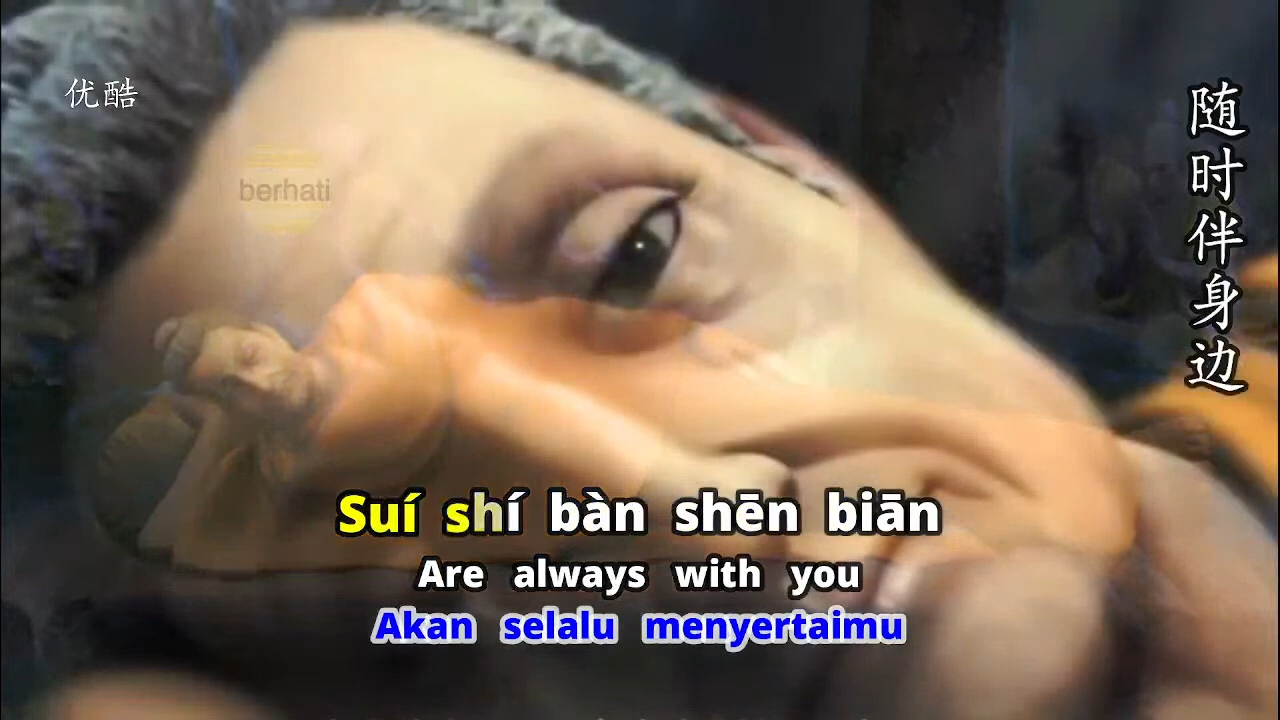 优酷
berhati
随时伴身边
Suí shí bàn shēn biān
Are always with you
Akan selalu menyertaimu